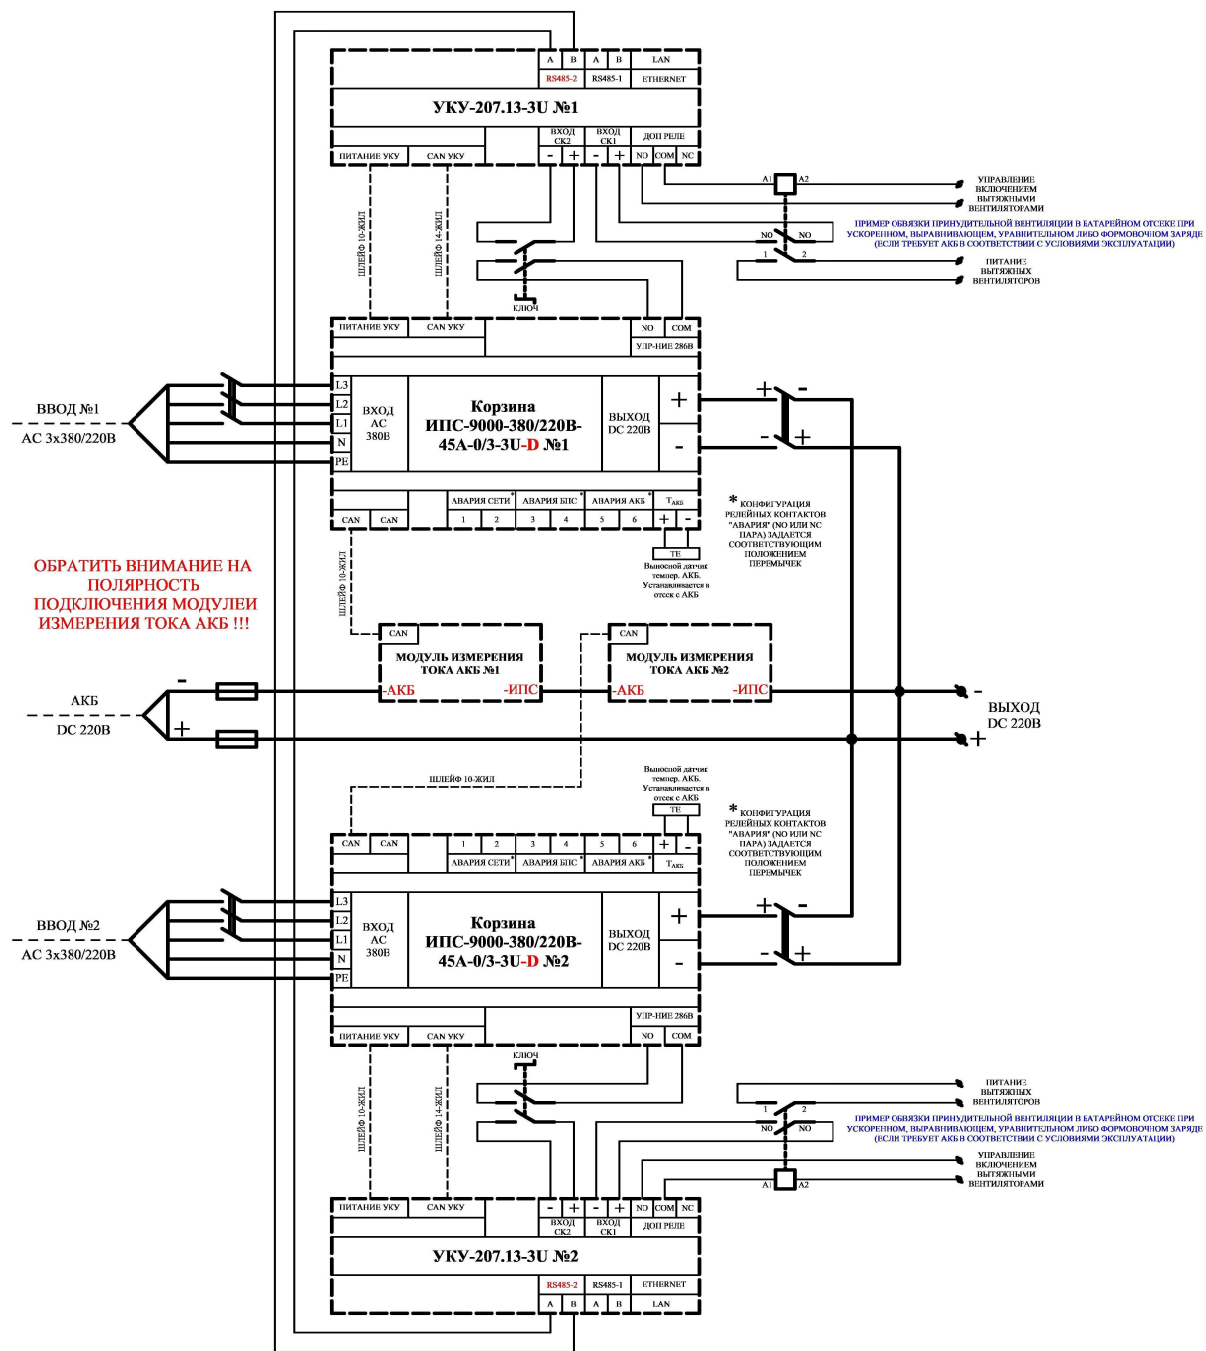 A B A B LAN
RS485-2 RS485-1 ETHERNET
УКУ-207.13-3U №1
ВХОД СК2 ВХОД СК1 ДОП РЕЛЕ
ПИТАНИЕ УКУ CAN УКУ - + - + NO COM NC
A1 A2
УПРАВЛЕНИЕ
ВКЛЮЧЕНИЕМ
ВЫТЯЖНЫМИ
ВЕНТИЛЯТОРАМИ
ПРИМЕР ОБВЯЗКИ ПРИНУДИТЕЛЬНОЙ ВЕНТИЛЯЦИИ В БАТАРЕЙНОМ ОТСЕКЕ ПРИ
УСКОРЕННОМ, ВЫРАВНИВАЮЩЕМ, УРАВНИТЕЛЬНОМ ЛИБО ФОРМОВОЧНОМ ЗАРЯДЕ
(ЕСЛИ ТРЕБУЕТ АКБ В СООТВЕТСТВИИ С УСЛОВИЯМИ ЭКСПЛУАТАЦИИ)
NO NO
1 2
ПИТАНИЕ
ВЫТЯЖНЫХ
ВЕНТИЛЯТОРОВ
ШЛЕЙФ 10-ЖИЛ
ШЛЕЙФ 14-ЖИЛ
КЛЮЧ
ПИТАНИЕ УКУ CAN УКУ NO COM
УПР-НИЕ 286В
ВВОД №1
AC 3x380/220В
L3
L2
L1
N
PE
ВХОД
AC
380В
Корзина
ИПС-9000-380/220В-
45А-0/3-3U-D №1
ВЫХОД
DC 220В
+
-
+ -
- +
АВАРИЯ СЕТИ* АВАРИЯ БПС* АВАРИЯ АКБ* ТАКБ
CAN CAN 1 2 3 4 5 6 + -
TE
Выносной датчик
темпер. АКБ.
Устанавливается в
отсек с АКБ
* КОНФИГУРАЦИЯ
РЕЛЕЙНЫХ КОНТАКТОВ
"АВАРИЯ" (NO ИЛИ NC
ПАРА) ЗАДАЕТСЯ
СООТВЕТСТВУЮЩИМ
ПОЛОЖЕНИЕМ
ПЕРЕМЫЧЕК
ШЛЕЙФ 10-ЖИЛ
ОБРАТИТЬ ВНИМАНИЕ НА
ПОЛЯРНОСТЬ
ПОДКЛЮЧЕНИЯ МОДУЛЕЙ
ИЗМЕРЕНИЯ ТОКА АКБ !!!
CAN
МОДУЛЬ ИЗМЕРЕНИЯ
ТОКА АКБ №1
-АКБ -ИПС
CAN
МОДУЛЬ ИЗМЕРЕНИЯ
ТОКА АКБ №2
-АКБ -ИПС
АКБ
DC 220В
-
+
-
ВЫХОД
DC 220В
+
ШЛЕЙФ 10-ЖИЛ
Выносной датчик
темпер. АКБ.
Устанавливается в
отсек с АКБ
TE
* КОНФИГУРАЦИЯ
РЕЛЕЙНЫХ КОНТАКТОВ
"АВАРИЯ" (NO ИЛИ NC
ПАРА) ЗАДАЕТСЯ
СООТВЕТСТВУЮЩИМ
ПОЛОЖЕНИЕМ
ПЕРЕМЫЧЕК
CAN CAN 1 2 3 4 5 6 + -
АВАРИЯ СЕТИ* АВАРИЯ БПС* АВАРИЯ АКБ* ТАКБ
ВВОД №2
AC 3x380/220В
L3
L2
L1
N
PE
ВХОД
AC
380В
Корзина
ИПС-9000-380/220В-
45А-0/3-3U-D №2
ВЫХОД
DC 220В
+
-
+ -
- +
УПР-НИЕ 286В
ПИТАНИЕ УКУ CAN УКУ NO COM
КЛЮЧ
ШЛЕЙФ 10-ЖИЛ
ШЛЕЙФ 14-ЖИЛ
ПИТАНИЕ
ВЫТЯЖНЫХ
ВЕНТИЛЯТОРОВ
1 2
NO NO
ПРИМЕР ОБВЯЗКИ ПРИНУДИТЕЛЬНОЙ ВЕНТИЛЯЦИИ В БАТАРЕЙНОМ ОТСЕКЕ ПРИ
УСКОРЕННОМ, ВЫРАВНИВАЮЩЕМ, УРАВНИТЕЛЬНОМ ЛИБО ФОРМОВОЧНОМ ЗАРЯДЕ
(ЕСЛИ ТРЕБУЕТ АКБ В СООТВЕТСТВИИ С УСЛОВИЯМИ ЭКСПЛУАТАЦИИ)
УПРАВЛЕНИЕ
ВКЛЮЧЕНИЕМ
ВЫТЯЖНЫМИ
ВЕНТИЛЯТОРАМИ
A1 A2
ПИТАНИЕ УКУ CAN УКУ - + - + NO COM NC
ВХОД СК2 ВХОД СК1 ДОП РЕЛЕ
УКУ-207.13-3U №2
RS485-2 RS485-1 ETHERNET
A B A B LAN